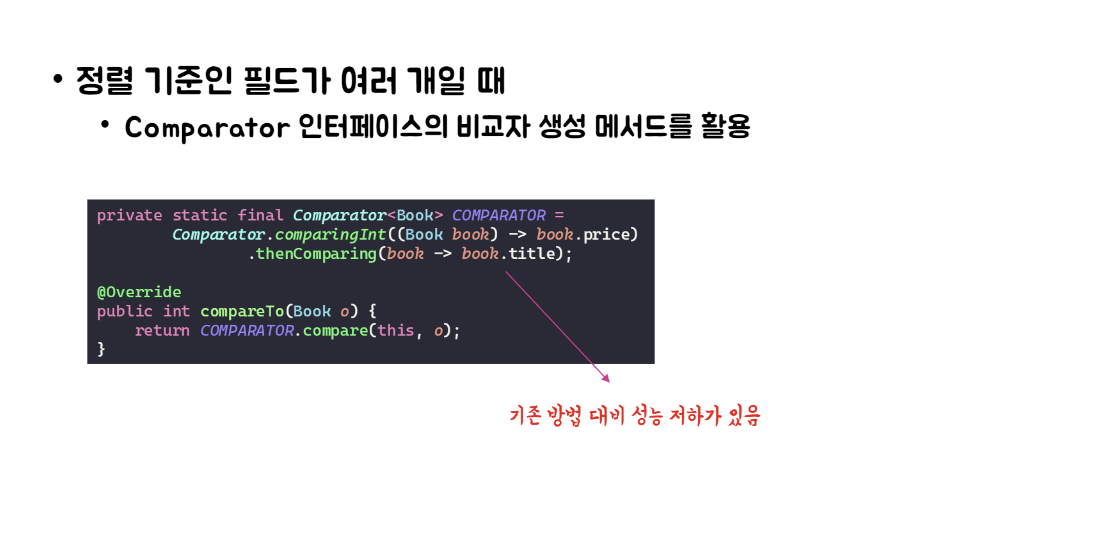 • 정렬 기준인 필드가 여러 개일 때
• Comparator 인터페이스의 비교자 생성 메서드를 활용
private static final Comparator<Book> COMPARATOR =
        Comparator.comparingInt((Book book) -> book.price)
                .thenComparing(book -> book.title);
@Override
public int compareTo(Book o) {
    return COMPARATOR.compare(this, o);
}
기존 방법 대비 성능 저하가 있음